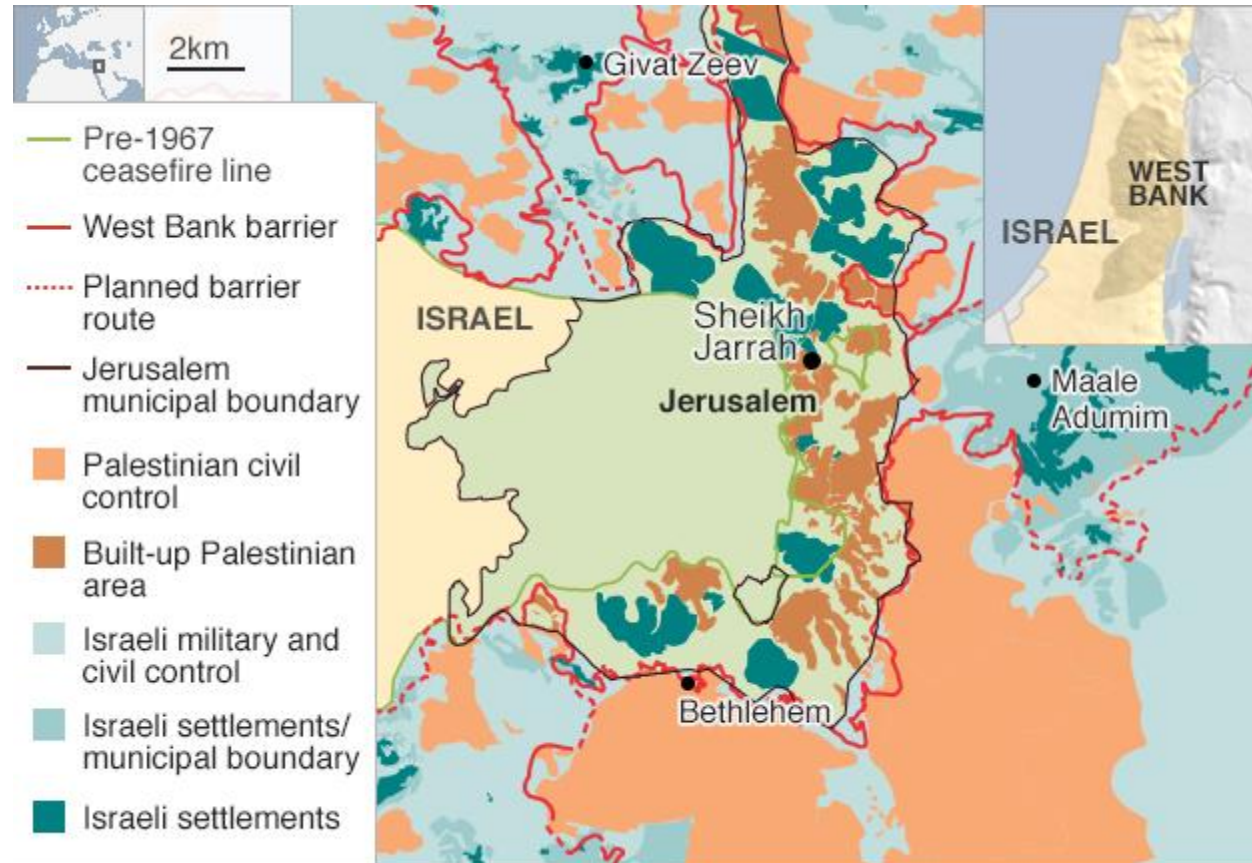 2km
Pre-1967
ceasefire line
West Bank barrier
Planned barrier
route
Jerusalem
municipal boundary
Palestinian civil
control
Built-up Palestinian
area
Israeli military and
civil control
Israeli settlements/
municipal boundary
Israeli settlements
Givat Zeev
ISRAEL
Sheikh
Jarrah
Jerusalem
Maale
Adumim
Bethlehem
WEST
BANK
ISRAEL